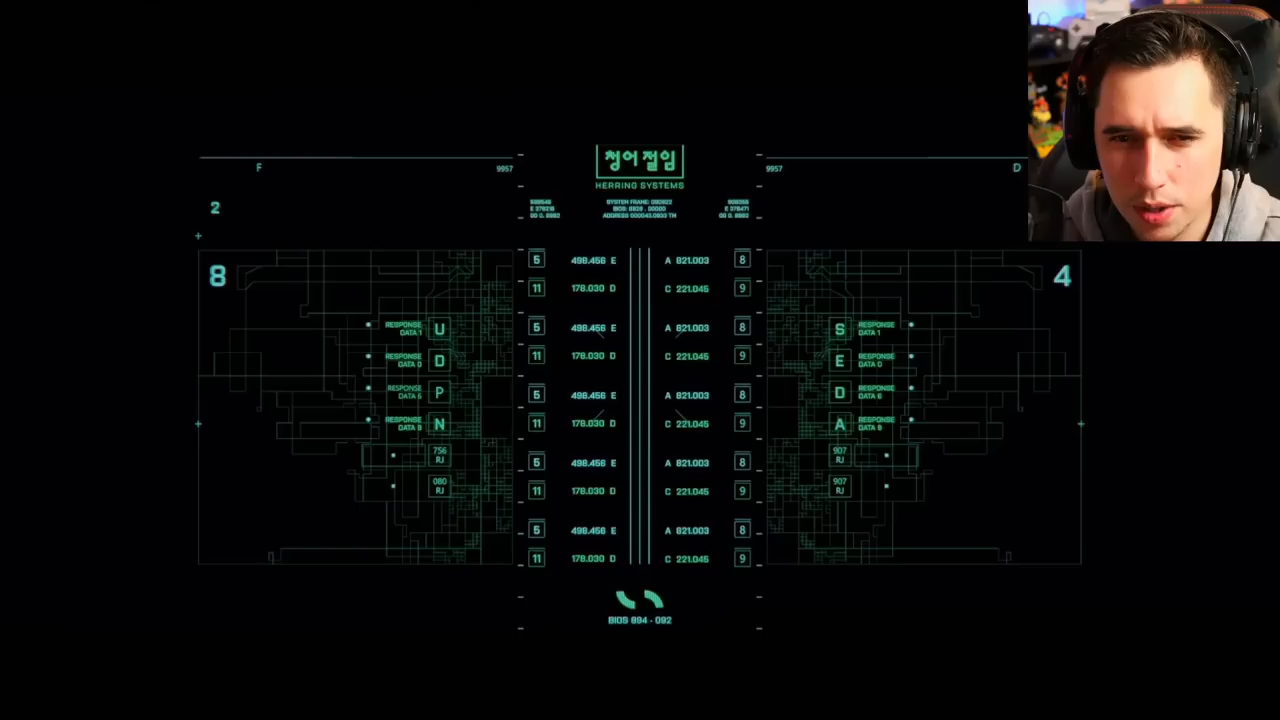 청어 절임
HERRING SYSTEMS
F 9957
9957 D
2
SYSTEM FRAME: 092622
8
4
5 498.456 E A 821.003 8
11 178.030 D C 221.045 9
RESPONSE DATA 1 U
5 498.456 E A 821.003 8
S RESPONSE DATA 1
RESPONSE DATA 0 D
11 178.030 D C 221.045 9
E RESPONSE DATA 0
RESPONSE DATA 6 P
5 498.456 E A 821.003 8
D RESPONSE DATA 6
RESPONSE DATA 8 N
11 178.030 D C 221.045 9
A RESPONSE DATA 8
756 RJ
5 498.456 E A 821.003 8
907 RJ
080 RJ
11 178.030 D C 221.045 9
907 RJ
5 498.456 E A 821.003 8
11 178.030 D C 221.045 9
BIOS 894 - 092